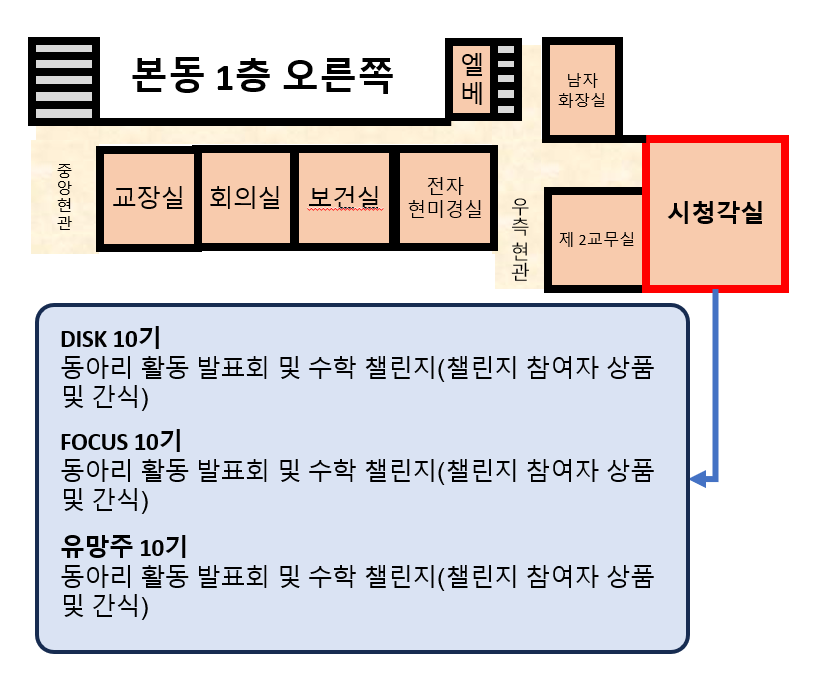 본동 1층 오른쪽
엘
베
남자
화장실
중앙현관
교장실
회의실
보건실
전자
현미경실
우측 현관
제 2교무실
시청각실
DISK 10기
동아리 활동 발표회 및 수학 챌린지(챌린지 참여자 상품
및 간식)
FOCUS 10기
동아리 활동 발표회 및 수학 챌린지(챌린지 참여자 상품
및 간식)
유망주 10기
동아리 활동 발표회 및 수학 챌린지(챌린지 참여자 상품
및 간식)